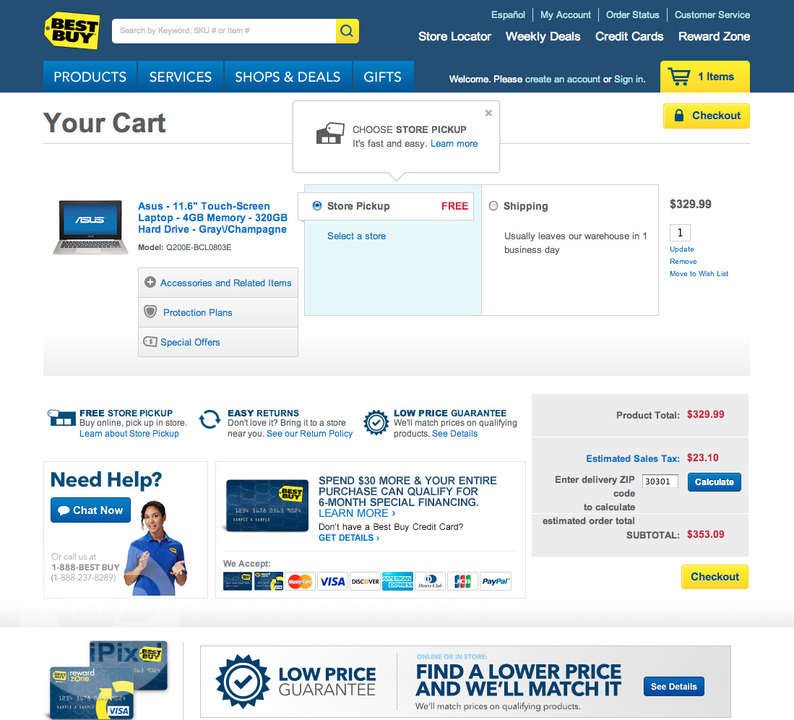 Español
My Account
Order Status
Customer Service
BEST BUY
Search by Keyword, SKU # or Item #
Store Locator
Weekly Deals
Credit Cards
Reward Zone
PRODUCTS
SERVICES
SHOPS & DEALS
GIFTS
Welcome. Please create an account or Sign in.
1 Items
Your Cart
CHOOSE STORE PICKUP
It's fast and easy. Learn more
Checkout
ASUS
Asus - 11.6" Touch-Screen
Laptop - 4GB Memory - 320GB
Hard Drive - Gray\/Champagne
Model: Q200E-BCL0803E
Accessories and Related Items
Protection Plans
Special Offers
Store Pickup
FREE
Select a store
Shipping
Usually leaves our warehouse in 1
business day
$329.99
1
Update
Remove
Move to Wish List
FREE STORE PICKUP
Buy online, pick up in store.
Learn about Store Pickup
EASY RETURNS
Don't love it? Bring it to a store
near you. See our Return Policy
LOW PRICE GUARANTEE
We'll match prices on qualifying
products. See Details
Product Total: $329.99
Estimated Sales Tax: $23.10
Enter delivery ZIP
code
to calculate
estimated order total
30301
Calculate
SUBTOTAL: $353.09
Checkout
Need Help?
Chat Now
Or call us at
1-888-BEST BUY
(1-888-237-8289)
BEST BUY
1234 3678 9876 5968
SAMPLE A SAMPLE
SPEND $30 MORE & YOUR ENTIRE
PURCHASE CAN QUALIFY FOR
6-MONTH SPECIAL FINANCING.
LEARN MORE ›
Don't have a Best Buy Credit Card?
GET DETAILS ›
We Accept:
MasterCard
VISA
DISCOVER
AMERICAN EXPRESS
Diners Club
JCB
PayPal
iPixel
BEST BUY
reward zone
VISA
LOW PRICE
GUARANTEE
ONLINE OR IN STORE:
FIND A LOWER PRICE
AND WE'LL MATCH IT
We'll match prices on qualifying products.
See Details